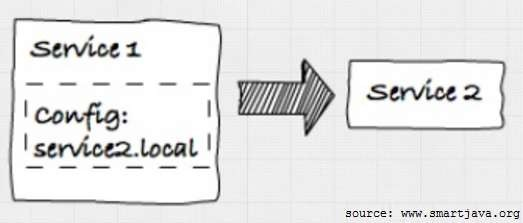 Service 1
Config:
service2.local
Service 2
source: www.smartjava.org